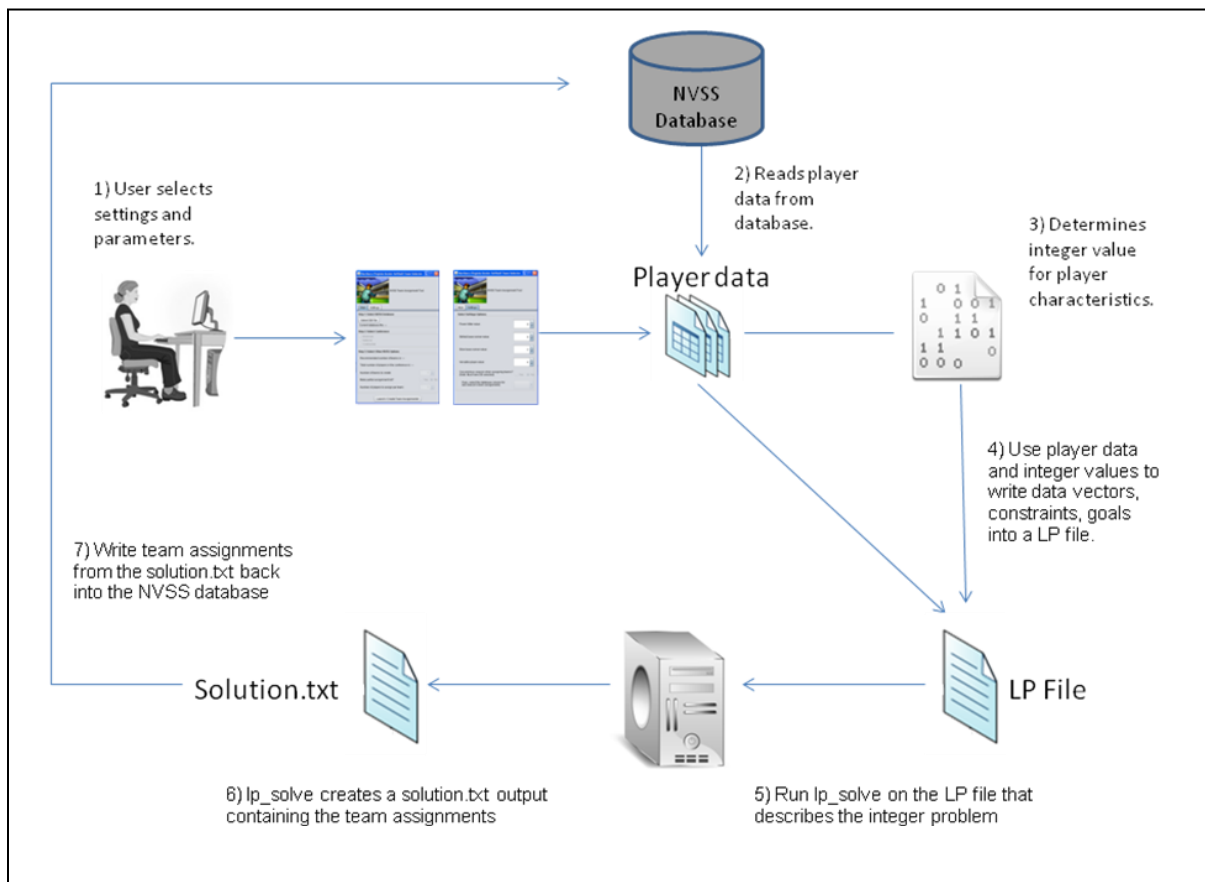 NVSS
Database
1) User selects
settings and
parameters.
2) Reads player
data from
database.
3) Determines
integer value
for player
characteristics.
Player data
0 1
1 0 0 1
0 1 1
1 1 0 1
1 1 0
0 0 0
4) Use player data
and integer values to
write data vectors,
constraints, goals
into a LP file.
7) Write team assignments
from the solution.txt back
into the NVSS database
Solution.txt
LP File
6) lp_solve creates a solution.txt output
containing the team assignments
5) Run lp_solve on the LP file that
describes the integer problem